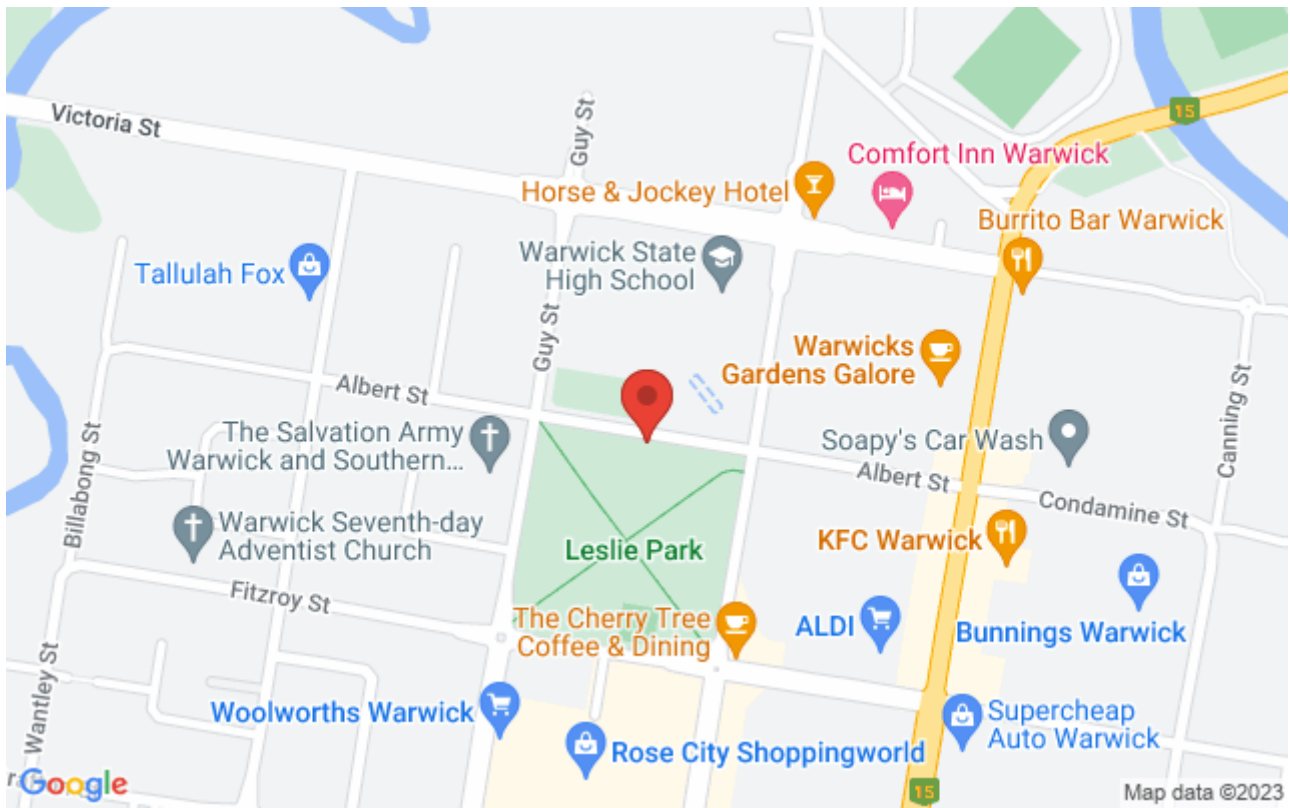 Victoria St
Guy St
15
Comfort Inn Warwick
Horse & Jockey Hotel
Burrito Bar Warwick
Warwick State
High School
Tallulah Fox
Guy St
Warwicks
Gardens Galore
Canning St
Albert St
The Salvation Army
Warwick and Southern...
Soapy's Car Wash
Albert St
Condamine St
Billabong St
Warwick Seventh-day
Adventist Church
Leslie Park
KFC Warwick
Fitzroy St
The Cherry Tree
Coffee & Dining
ALDI
Bunnings Warwick
Wantley St
Woolworths Warwick
Rose City Shoppingworld
Supercheap
Auto Warwick
Google
15
Map data ©2023